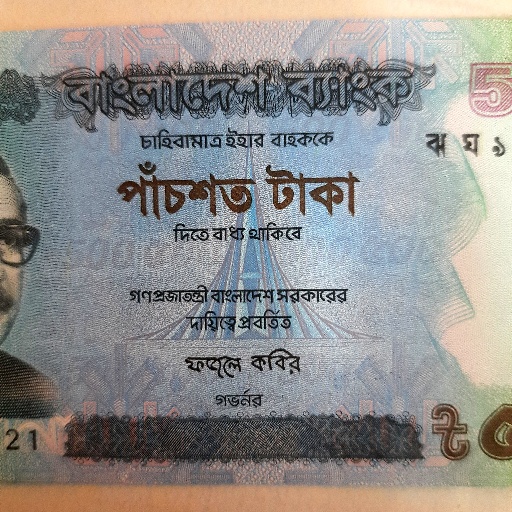 বাংলাদেশ ব্যাংক
5
চাহিবামাত্র ইহার বাহককে
ঝ ঘ ১
পাঁচশত টাকা
দিতে বাধ্য থাকিবে
গণপ্রজাতন্ত্রী বাংলাদেশ সরকারের
দায়িত্বে প্রবর্তিত
ফজলে কবির
গভর্নর
21
৳৫